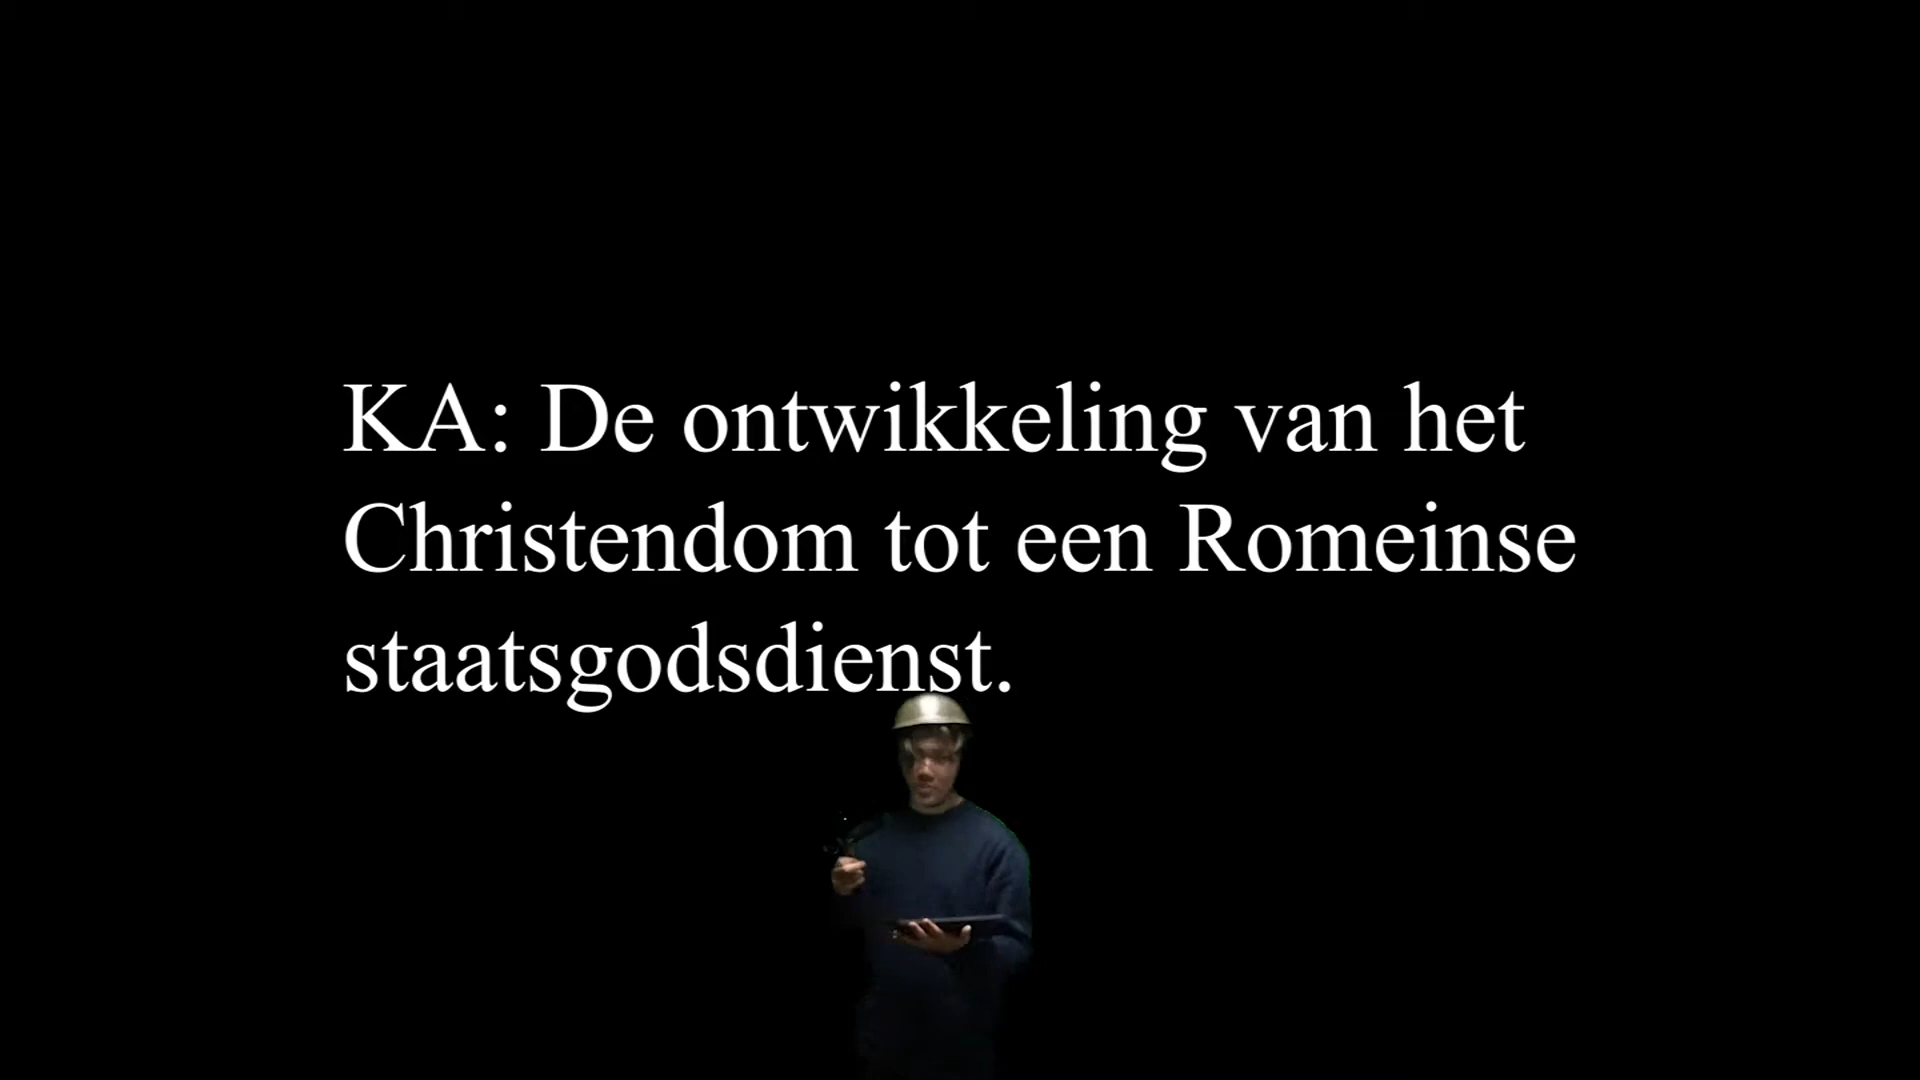 KA: De ontwikkeling van het
Christendom tot een Romeinse
staatsgodsdienst.